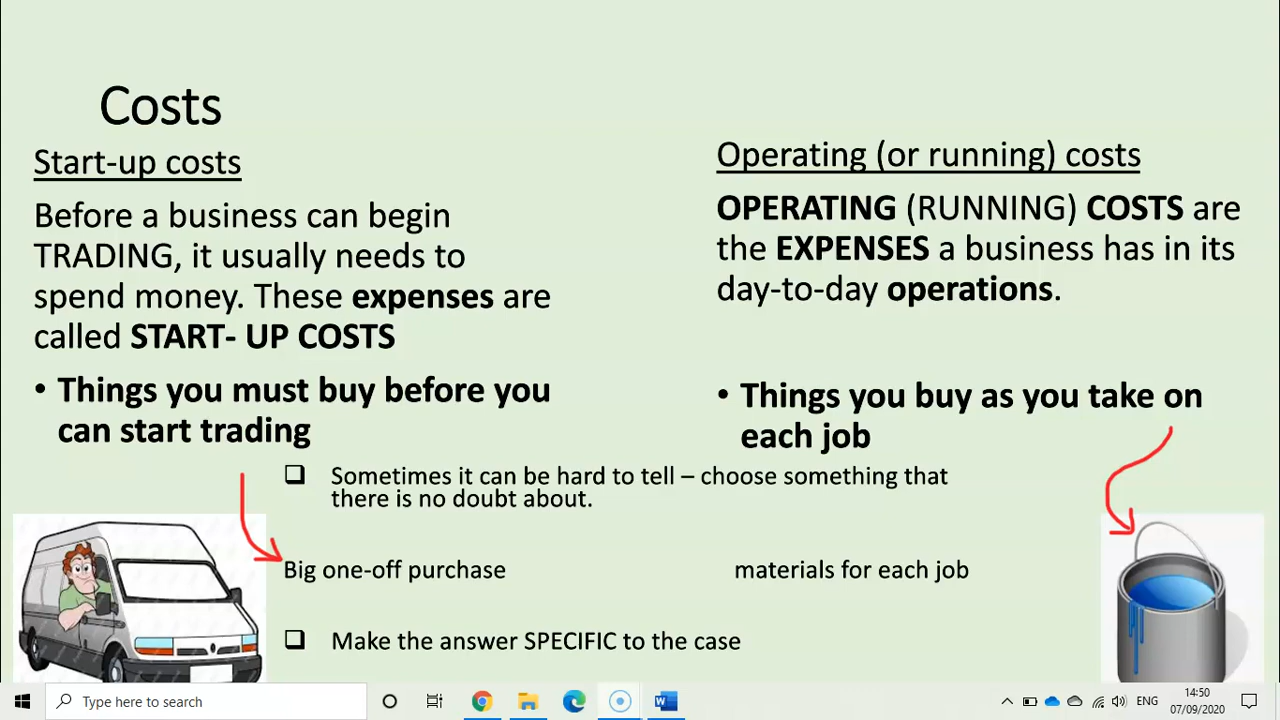 Costs
Start-up costs
Before a business can begin
TRADING, it usually needs to
spend money. These expenses are
called START- UP COSTS
• Things you must buy before you
can start trading
Operating (or running) costs
OPERATING (RUNNING) COSTS are
the EXPENSES a business has in its
day-to-day operations.
• Things you buy as you take on
each job
❑ Sometimes it can be hard to tell – choose something that
there is no doubt about.
Big one-off purchase
materials for each job
❑ Make the answer SPECIFIC to the case
Type here to search
ENG
14:50
07/09/2020